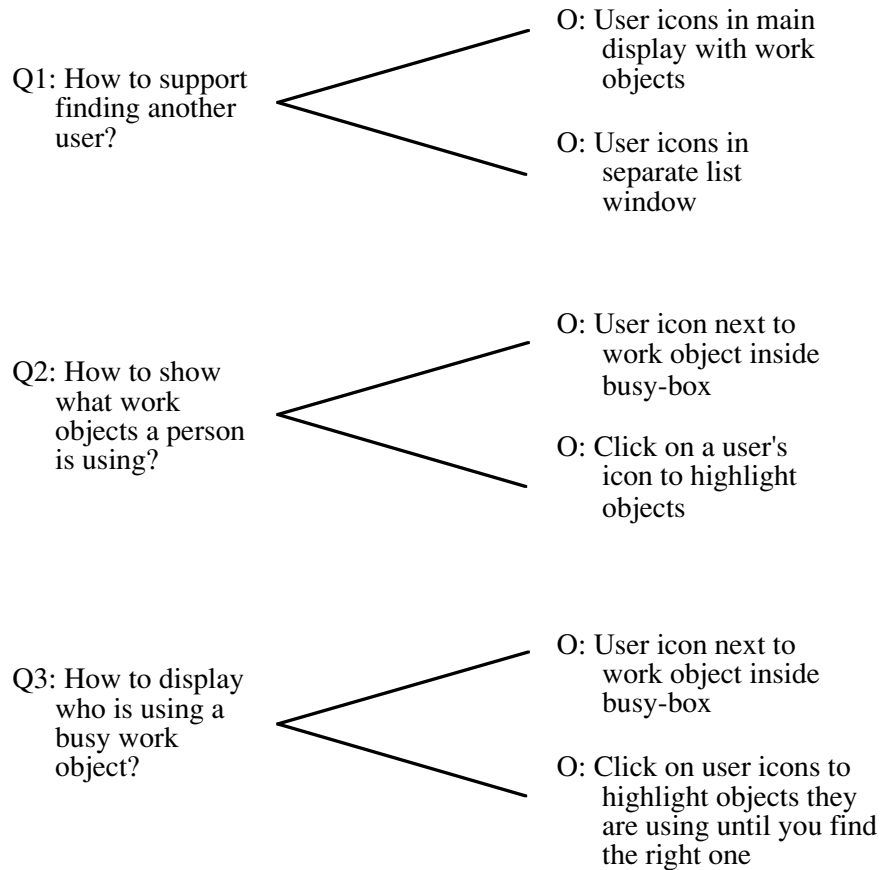 Q1: How to support
finding another
user?
O: User icons in main
display with work
objects
O: User icons in
separate list
window
Q2: How to show
what work
objects a person
is using?
O: User icon next to
work object inside
busy-box
O: Click on a user's
icon to highlight
objects
Q3: How to display
who is using a
busy work
object?
O: User icon next to
work object inside
busy-box
O: Click on user icons to
highlight objects they
are using until you find
the right one